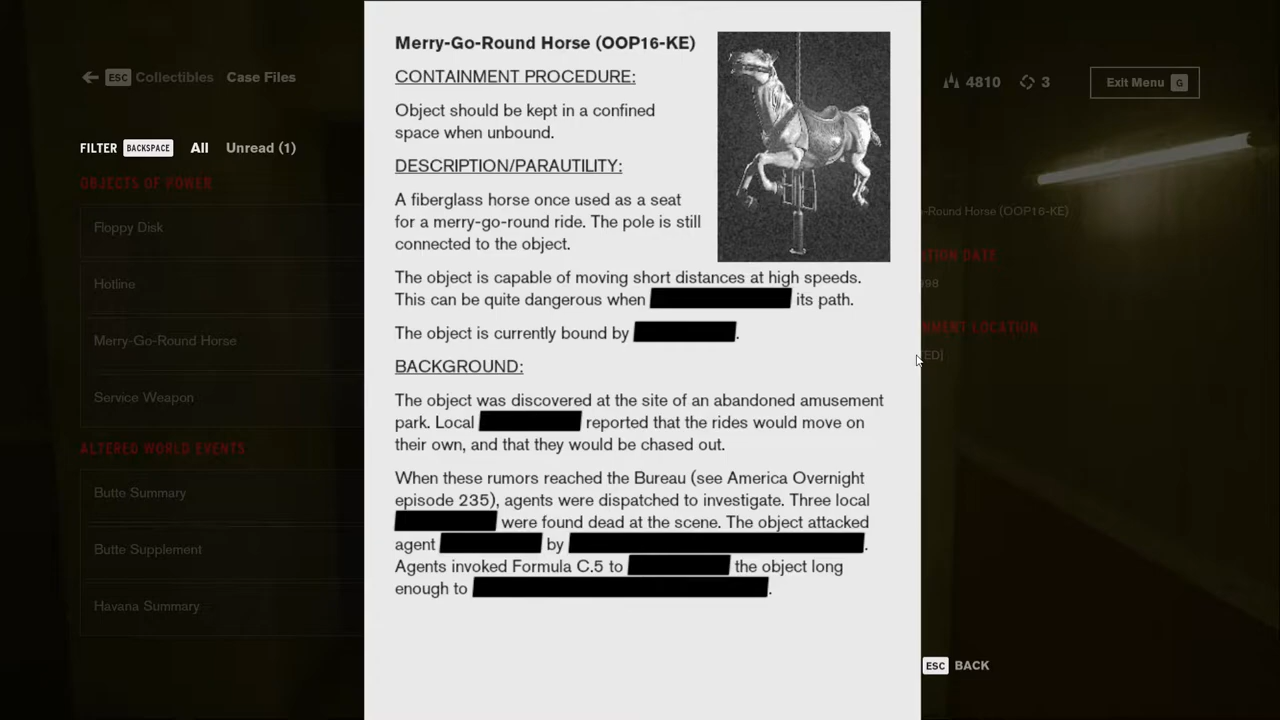 Merry-Go-Round Horse (OOP16-KE)
CONTAINMENT PROCEDURE:
Object should be kept in a confined
space when unbound.
DESCRIPTION/PARAUTILITY:
A fiberglass horse once used as a seat
for a merry-go-round ride. The pole is still
connected to the object.
The object is capable of moving short distances at high speeds.
This can be quite dangerous when its path.
The object is currently bound by .
BACKGROUND:
The object was discovered at the site of an abandoned amusement
park. Local reported that the rides would move on
their own, and that they would be chased out.
When these rumors reached the Bureau (see America Overnight
episode 235), agents were dispatched to investigate. Three local
were found dead at the scene. The object attacked
agent by .
Agents invoked Formula C.5 to the object long
enough to .
ESC Collectibles Case Files
FILTER BACKSPACE All Unread (1)
OBJECTS OF POWER
Floppy Disk
Hotline
Merry-Go-Round Horse
Service Weapon
ALTERED WORLD EVENTS
Butte Summary
Butte Supplement
Havana Summary
4810 3
Exit Menu G
-Round Horse (OOP16-KE)
ESC BACK